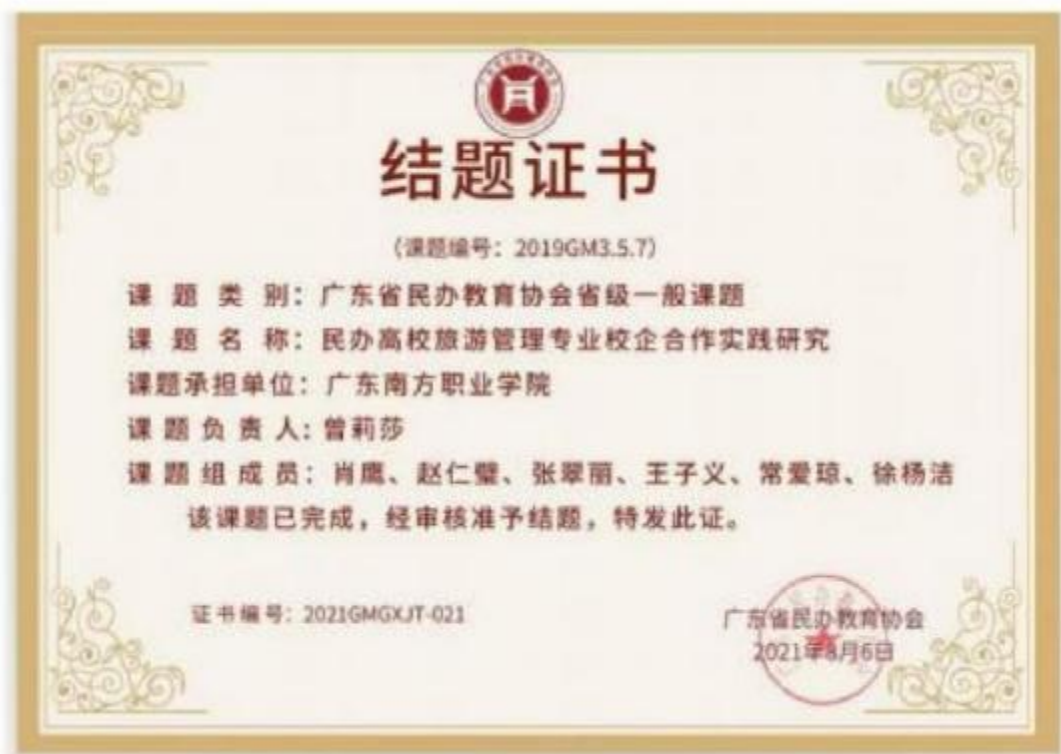 结题证书
（课题编号：2019GM3.5.7）
课题类别：广东省民办教育协会省级一般课题
课题名称：民办高校旅游管理专业校企合作实践研究
课题承担单位：广东南方职业学院
课题负责人：曾莉莎
课题组成员：肖鹰、赵仁璧、张翠丽、王子义、常爱琼、徐杨洁
该课题已完成，经审核准予结题，特发此证。
证书编号：2021GMGXJT-021
广东省民办教育协会
2021年8月6日